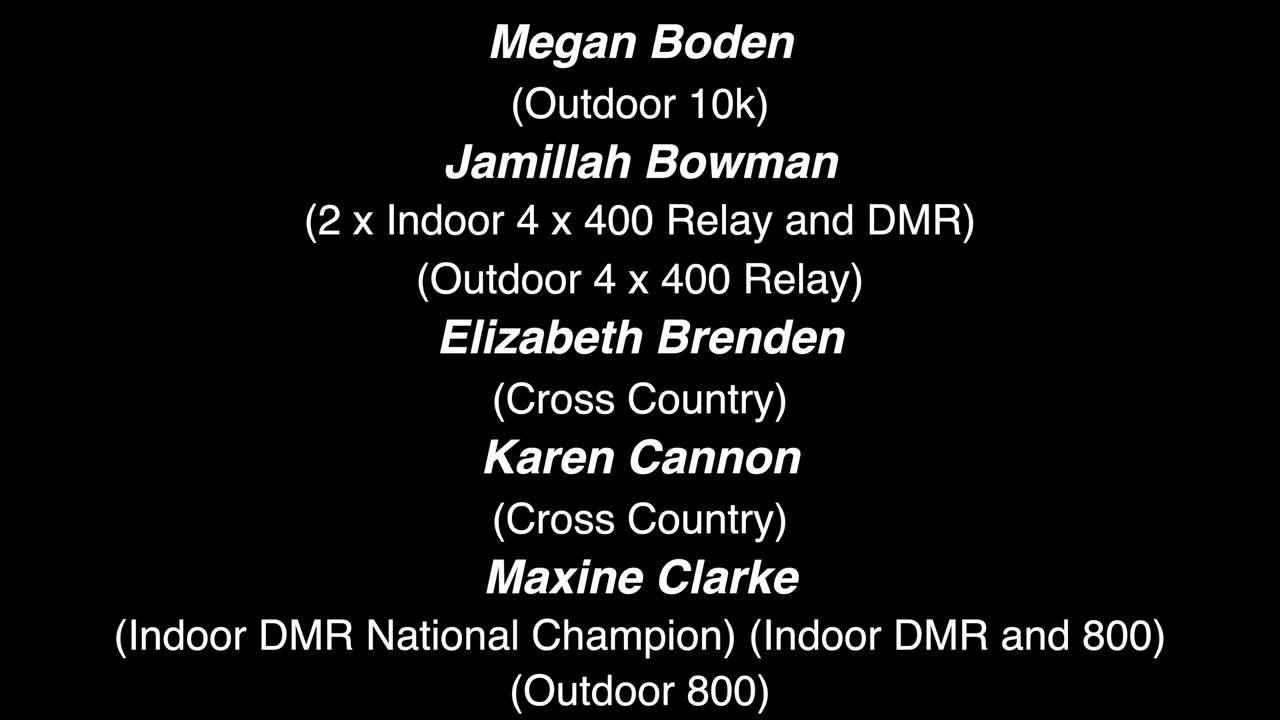 Megan Boden
(Outdoor 10k)
Jamillah Bowman
(2 x Indoor 4 x 400 Relay and DMR)
(Outdoor 4 x 400 Relay)
Elizabeth Brenden
(Cross Country)
Karen Cannon
(Cross Country)
Maxine Clarke
(Indoor DMR National Champion) (Indoor DMR and 800)
(Outdoor 800)